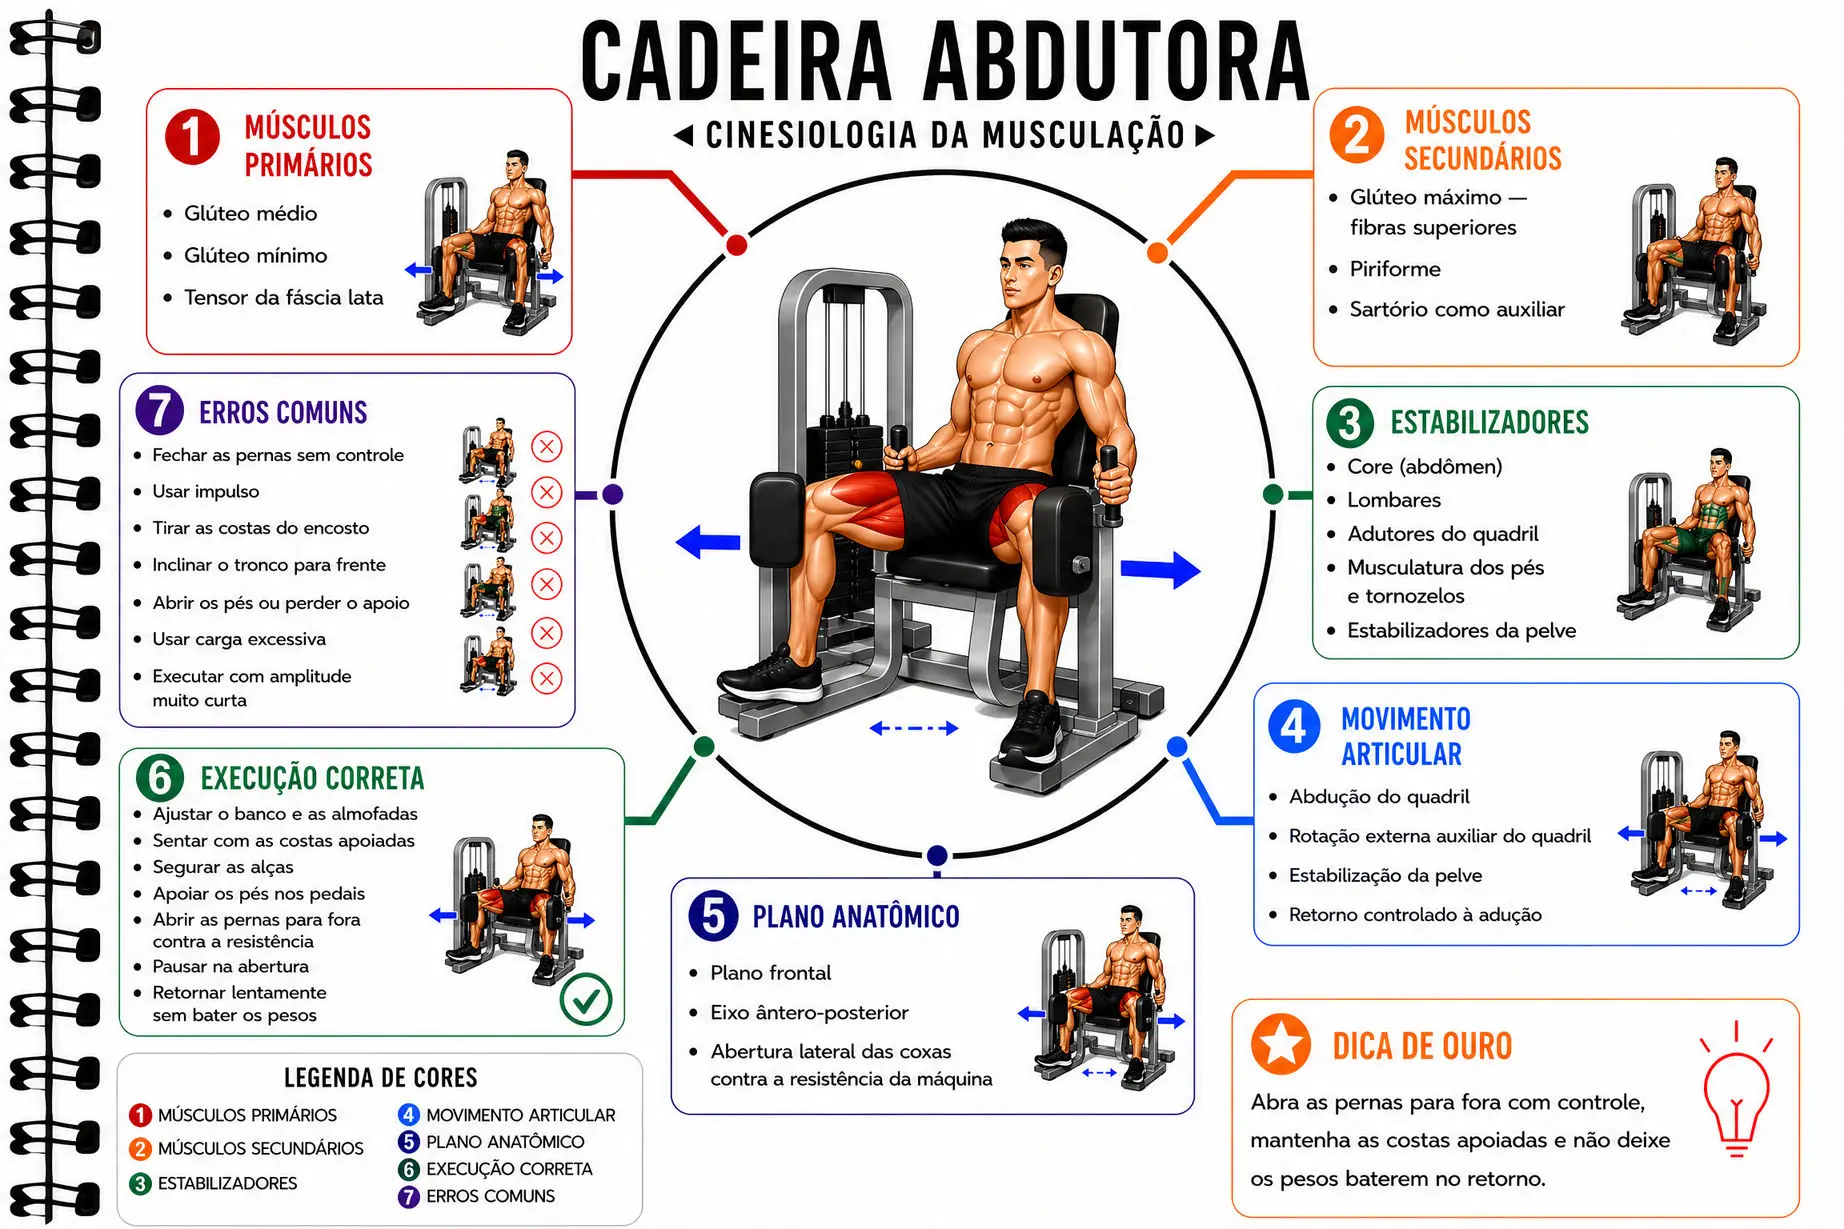 CADEIRA ABDUTORA
◄ CINESIOLOGIA DA MUSCULAÇÃO ►
1 MÚSCULOS
PRIMÁRIOS
• Glúteo médio
• Glúteo mínimo
• Tensor da fáscia lata
2 MÚSCULOS
SECUNDÁRIOS
• Glúteo máximo —
fibras superiores
• Piriforme
• Sartório como auxiliar
3 ESTABILIZADORES
• Core (abdômen)
• Lombares
• Adutores do quadril
• Musculatura dos pés
e tornozelos
• Estabilizadores da pelve
4 MOVIMENTO
ARTICULAR
• Abdução do quadril
• Rotação externa auxiliar do quadril
• Estabilização da pelve
• Retorno controlado à adução
5 PLANO ANATÔMICO
• Plano frontal
• Eixo ântero-posterior
• Abertura lateral das coxas
contra a resistência da máquina
6 EXECUÇÃO CORRETA
• Ajustar o banco e as almofadas
• Sentar com as costas apoiadas
• Segurar as alças
• Apoiar os pés nos pedais
• Abrir as pernas para fora
contra a resistência
• Pausar na abertura
• Retornar lentamente
sem bater os pesos
7 ERROS COMUNS
• Fechar as pernas sem controle
• Usar impulso
• Tirar as costas do encosto
• Inclinar o tronco para frente
• Abrir os pés ou perder o apoio
• Usar carga excessiva
• Executar com amplitude
muito curta
LEGENDA DE CORES
1 MÚSCULOS PRIMÁRIOS
2 MÚSCULOS SECUNDÁRIOS
3 ESTABILIZADORES
4 MOVIMENTO ARTICULAR
5 PLANO ANATÔMICO
6 EXECUÇÃO CORRETA
7 ERROS COMUNS
DICA DE OURO
Abra as pernas para fora com controle,
mantenha as costas apoiadas e não deixe
os pesos baterem no retorno.